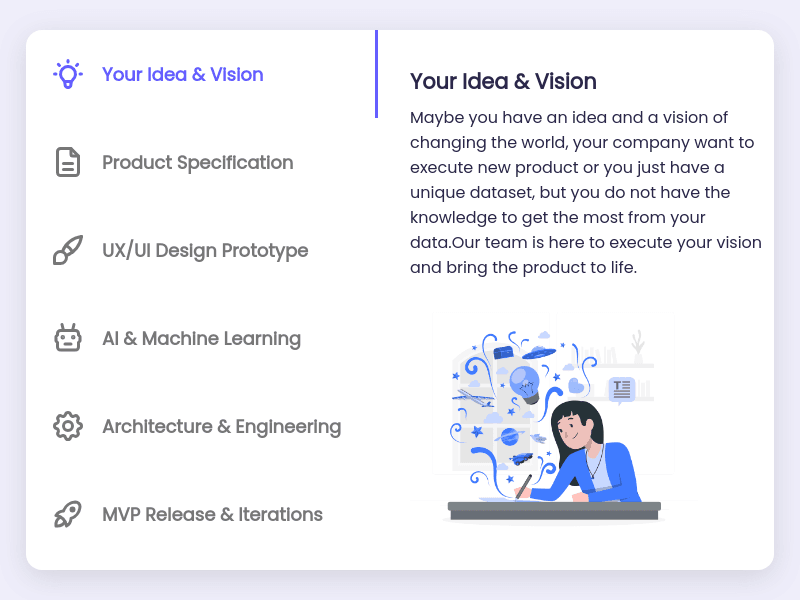 Your Idea & Vision
Product Specification
UX/UI Design Prototype
AI & Machine Learning
Architecture & Engineering
MVP Release & Iterations
Your Idea & Vision
Maybe you have an idea and a vision of
changing the world, your company want to
execute new product or you just have a
unique dataset, but you do not have the
knowledge to get the most from your
data.Our team is here to execute your vision
and bring the product to life.
T